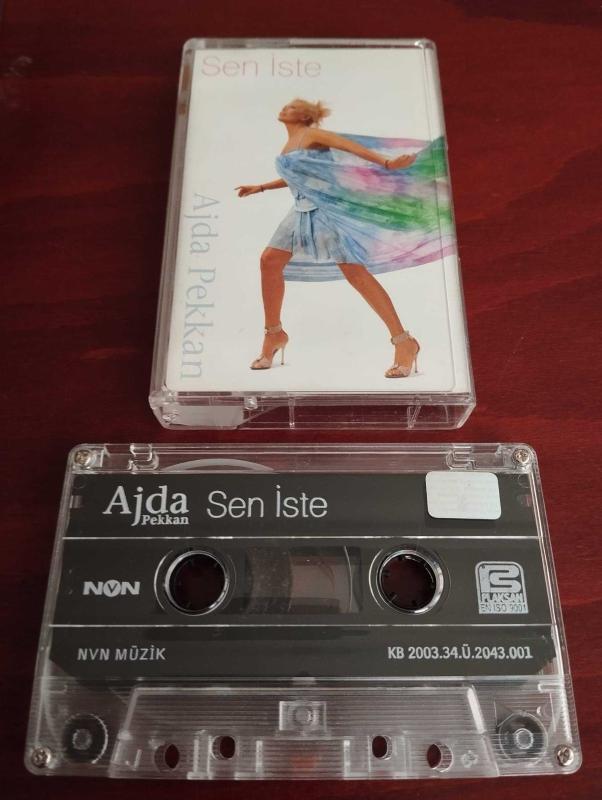 Sen İste
Ajda Pekkan
Ajda
Pekkan
Sen İste
NVN
PLAKSAN
EN ISO 9001
NVN MÜZİK
KB 2003.34.Ü.2043.001